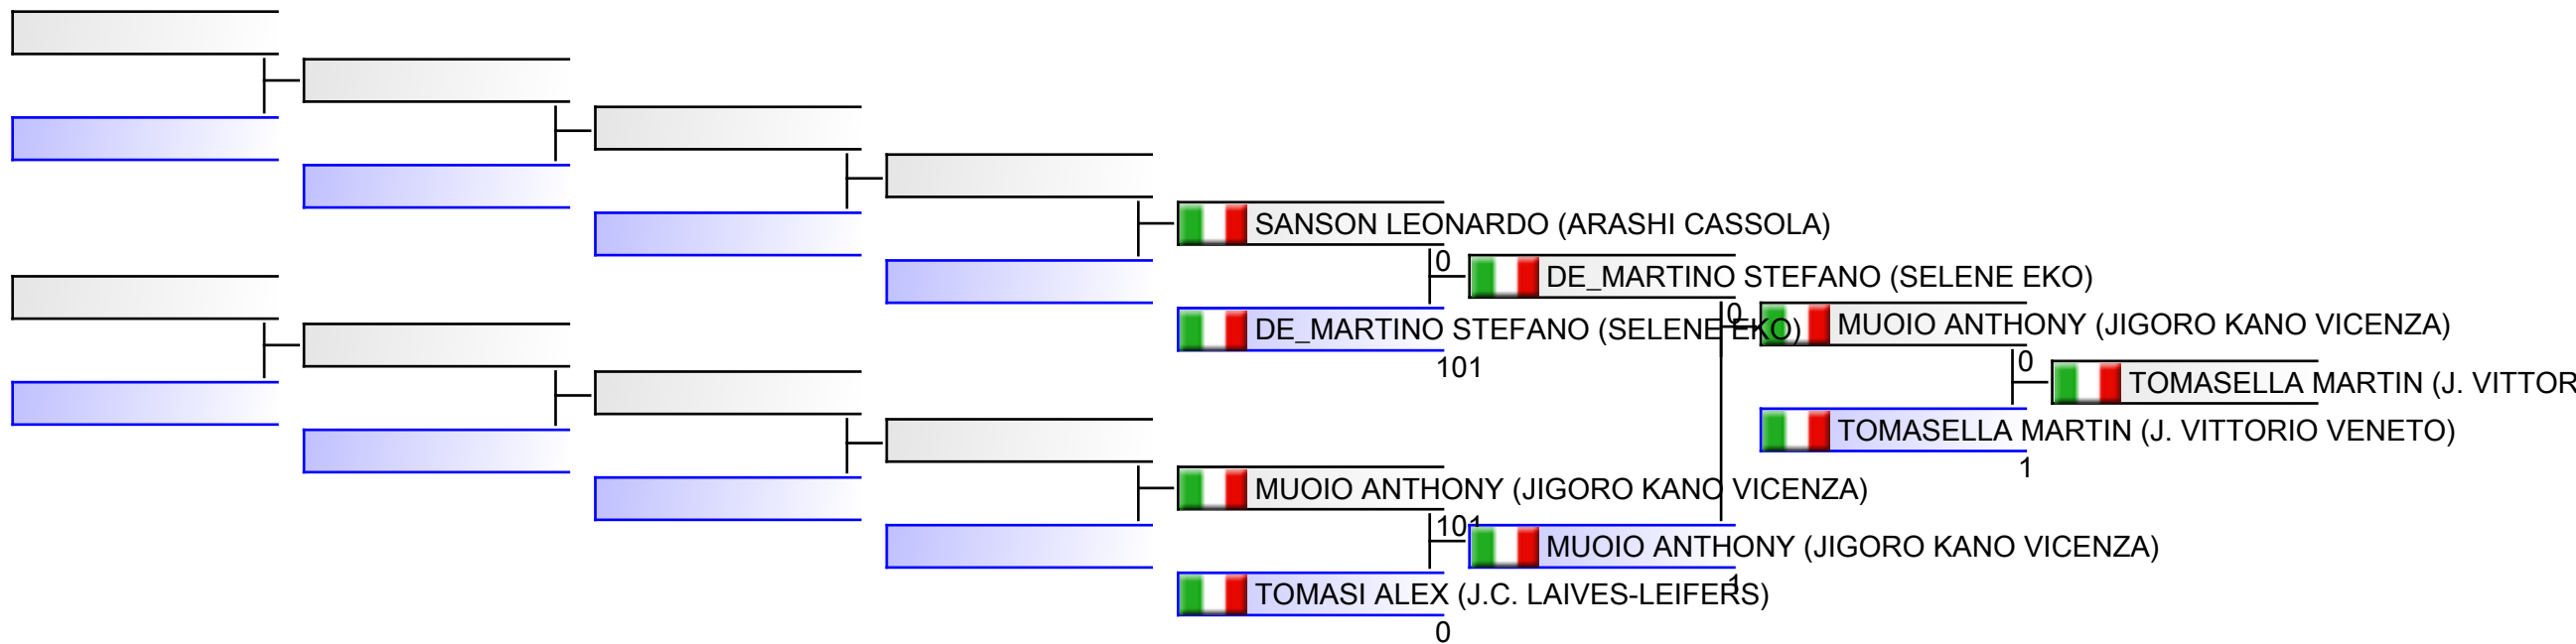 SANSON LEONARDO (ARASHI CASSOLA)
0
DE_MARTINO STEFANO (SELENE EKO)
DE_MARTINO STEFANO (SELENE EKO)
101
0
MUOIO ANTHONY (JIGORO KANO VICENZA)
0
TOMASELLA MARTIN (J. VITTOR
TOMASELLA MARTIN (J. VITTORIO VENETO)
1
MUOIO ANTHONY (JIGORO KANO VICENZA)
101
MUOIO ANTHONY (JIGORO KANO VICENZA)
1
TOMASI ALEX (J.C. LAIVES-LEIFERS)
0